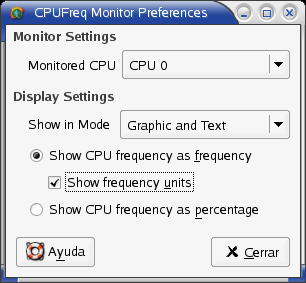 CPUFreq Monitor Preferences
Monitor Settings
Monitored CPU CPU 0
Display Settings
Show in Mode Graphic and Text
Show CPU frequency as frequency
Show frequency units
Show CPU frequency as percentage
Ayuda Cerrar